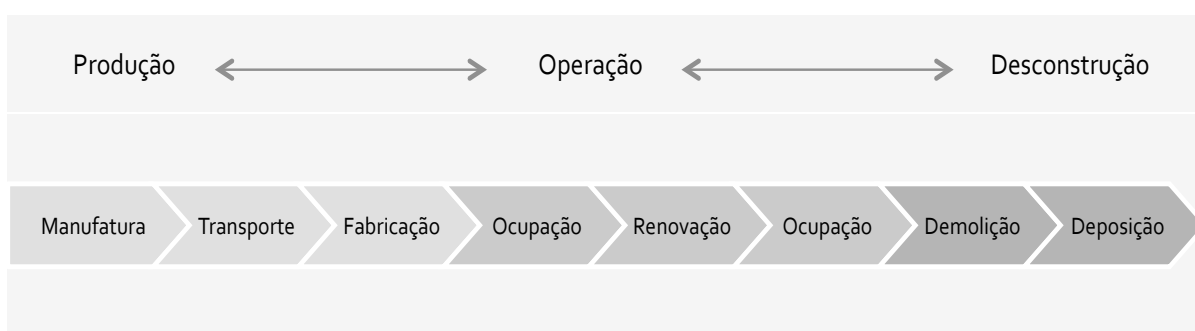 Produção Operação Desconstrução
Manufatura Transporte Fabricação Ocupação Renovação Ocupação Demolição Deposição